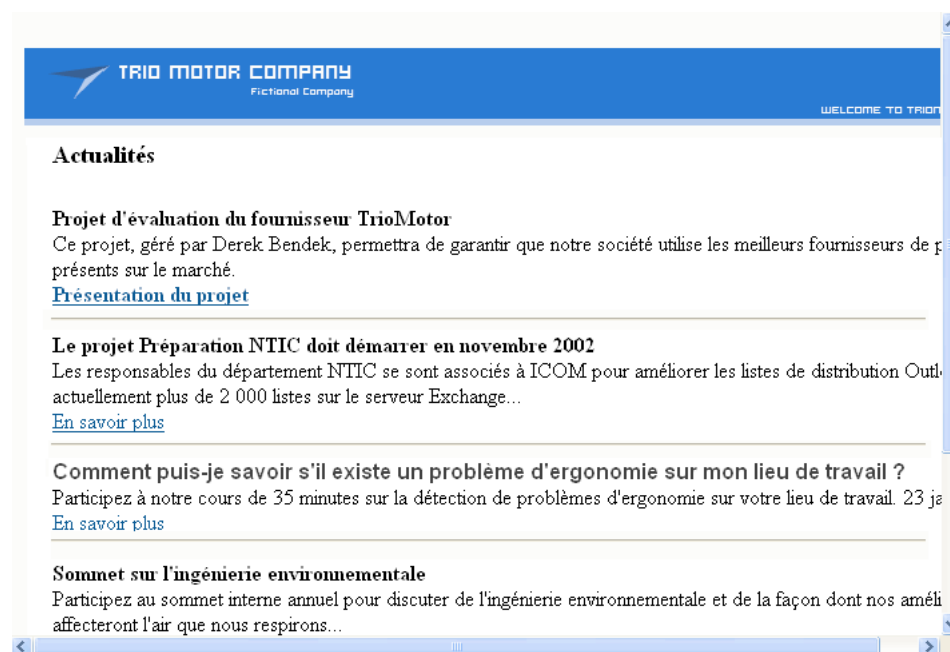 TRIO MOTOR COMPANY
Fictional Company
WELCOME TO
Actualités
Projet d'évaluation du fournisseur TrioMotor
Ce projet, géré par Derek Bendek, permettra de garantir que notre société utilise les meilleurs fournisseurs de
présents sur le marché.
Présentation du projet
Le projet Préparation NTIC doit démarrer en novembre 2002
Les responsables du département NTIC se sont associés à ICOM pour améliorer les listes de distribution
actuellement plus de 2 000 listes sur le serveur Exchange...
En savoir plus
Comment puis-je savoir s'il existe un problème d'ergonomie sur mon lieu de travail ?
Participez à notre cours de 35 minutes sur la détection de problèmes d'ergonomie sur votre lieu de travail. 23
En savoir plus
Sommet sur l'ingénierie environnementale
Participez au sommet interne annuel pour discuter de l'ingénierie environnementale et de la façon dont nos
affecteront l'air que nous respirons...